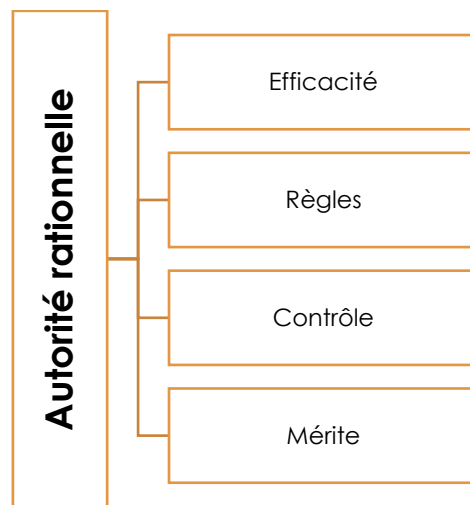 Autorité rationnelle
Efficacité
Règles
Contrôle
Mérite